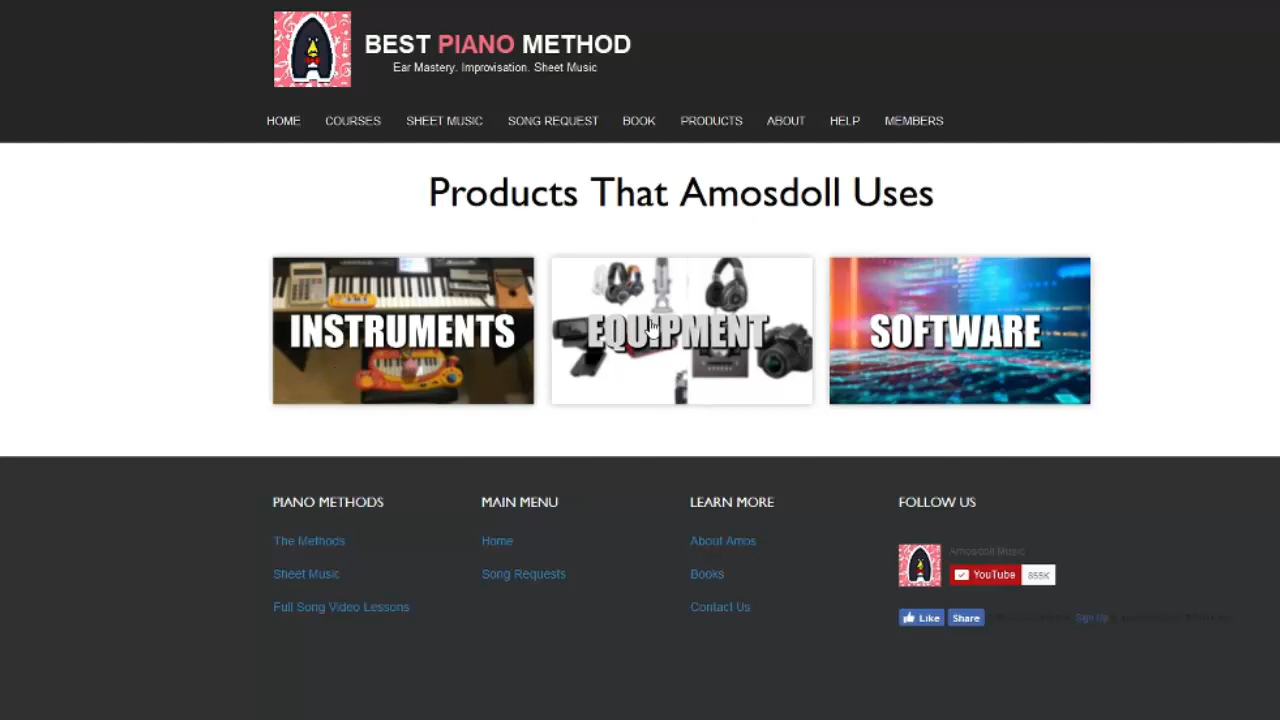 BEST PIANO METHOD
Ear Mastery. Improvisation. Sheet Music
HOME COURSES SHEET MUSIC SONG REQUEST BOOK PRODUCTS ABOUT HELP MEMBERS
Products That Amosdoll Uses
INSTRUMENTS EQUIPMENT SOFTWARE
PIANO METHODS MAIN MENU LEARN MORE FOLLOW US
The Methods Home About Amos
Amosdoll Music
YouTube 855K
Sheet Music Song Requests Books
Full Song Video Lessons Contact Us
Like Share Sign Up